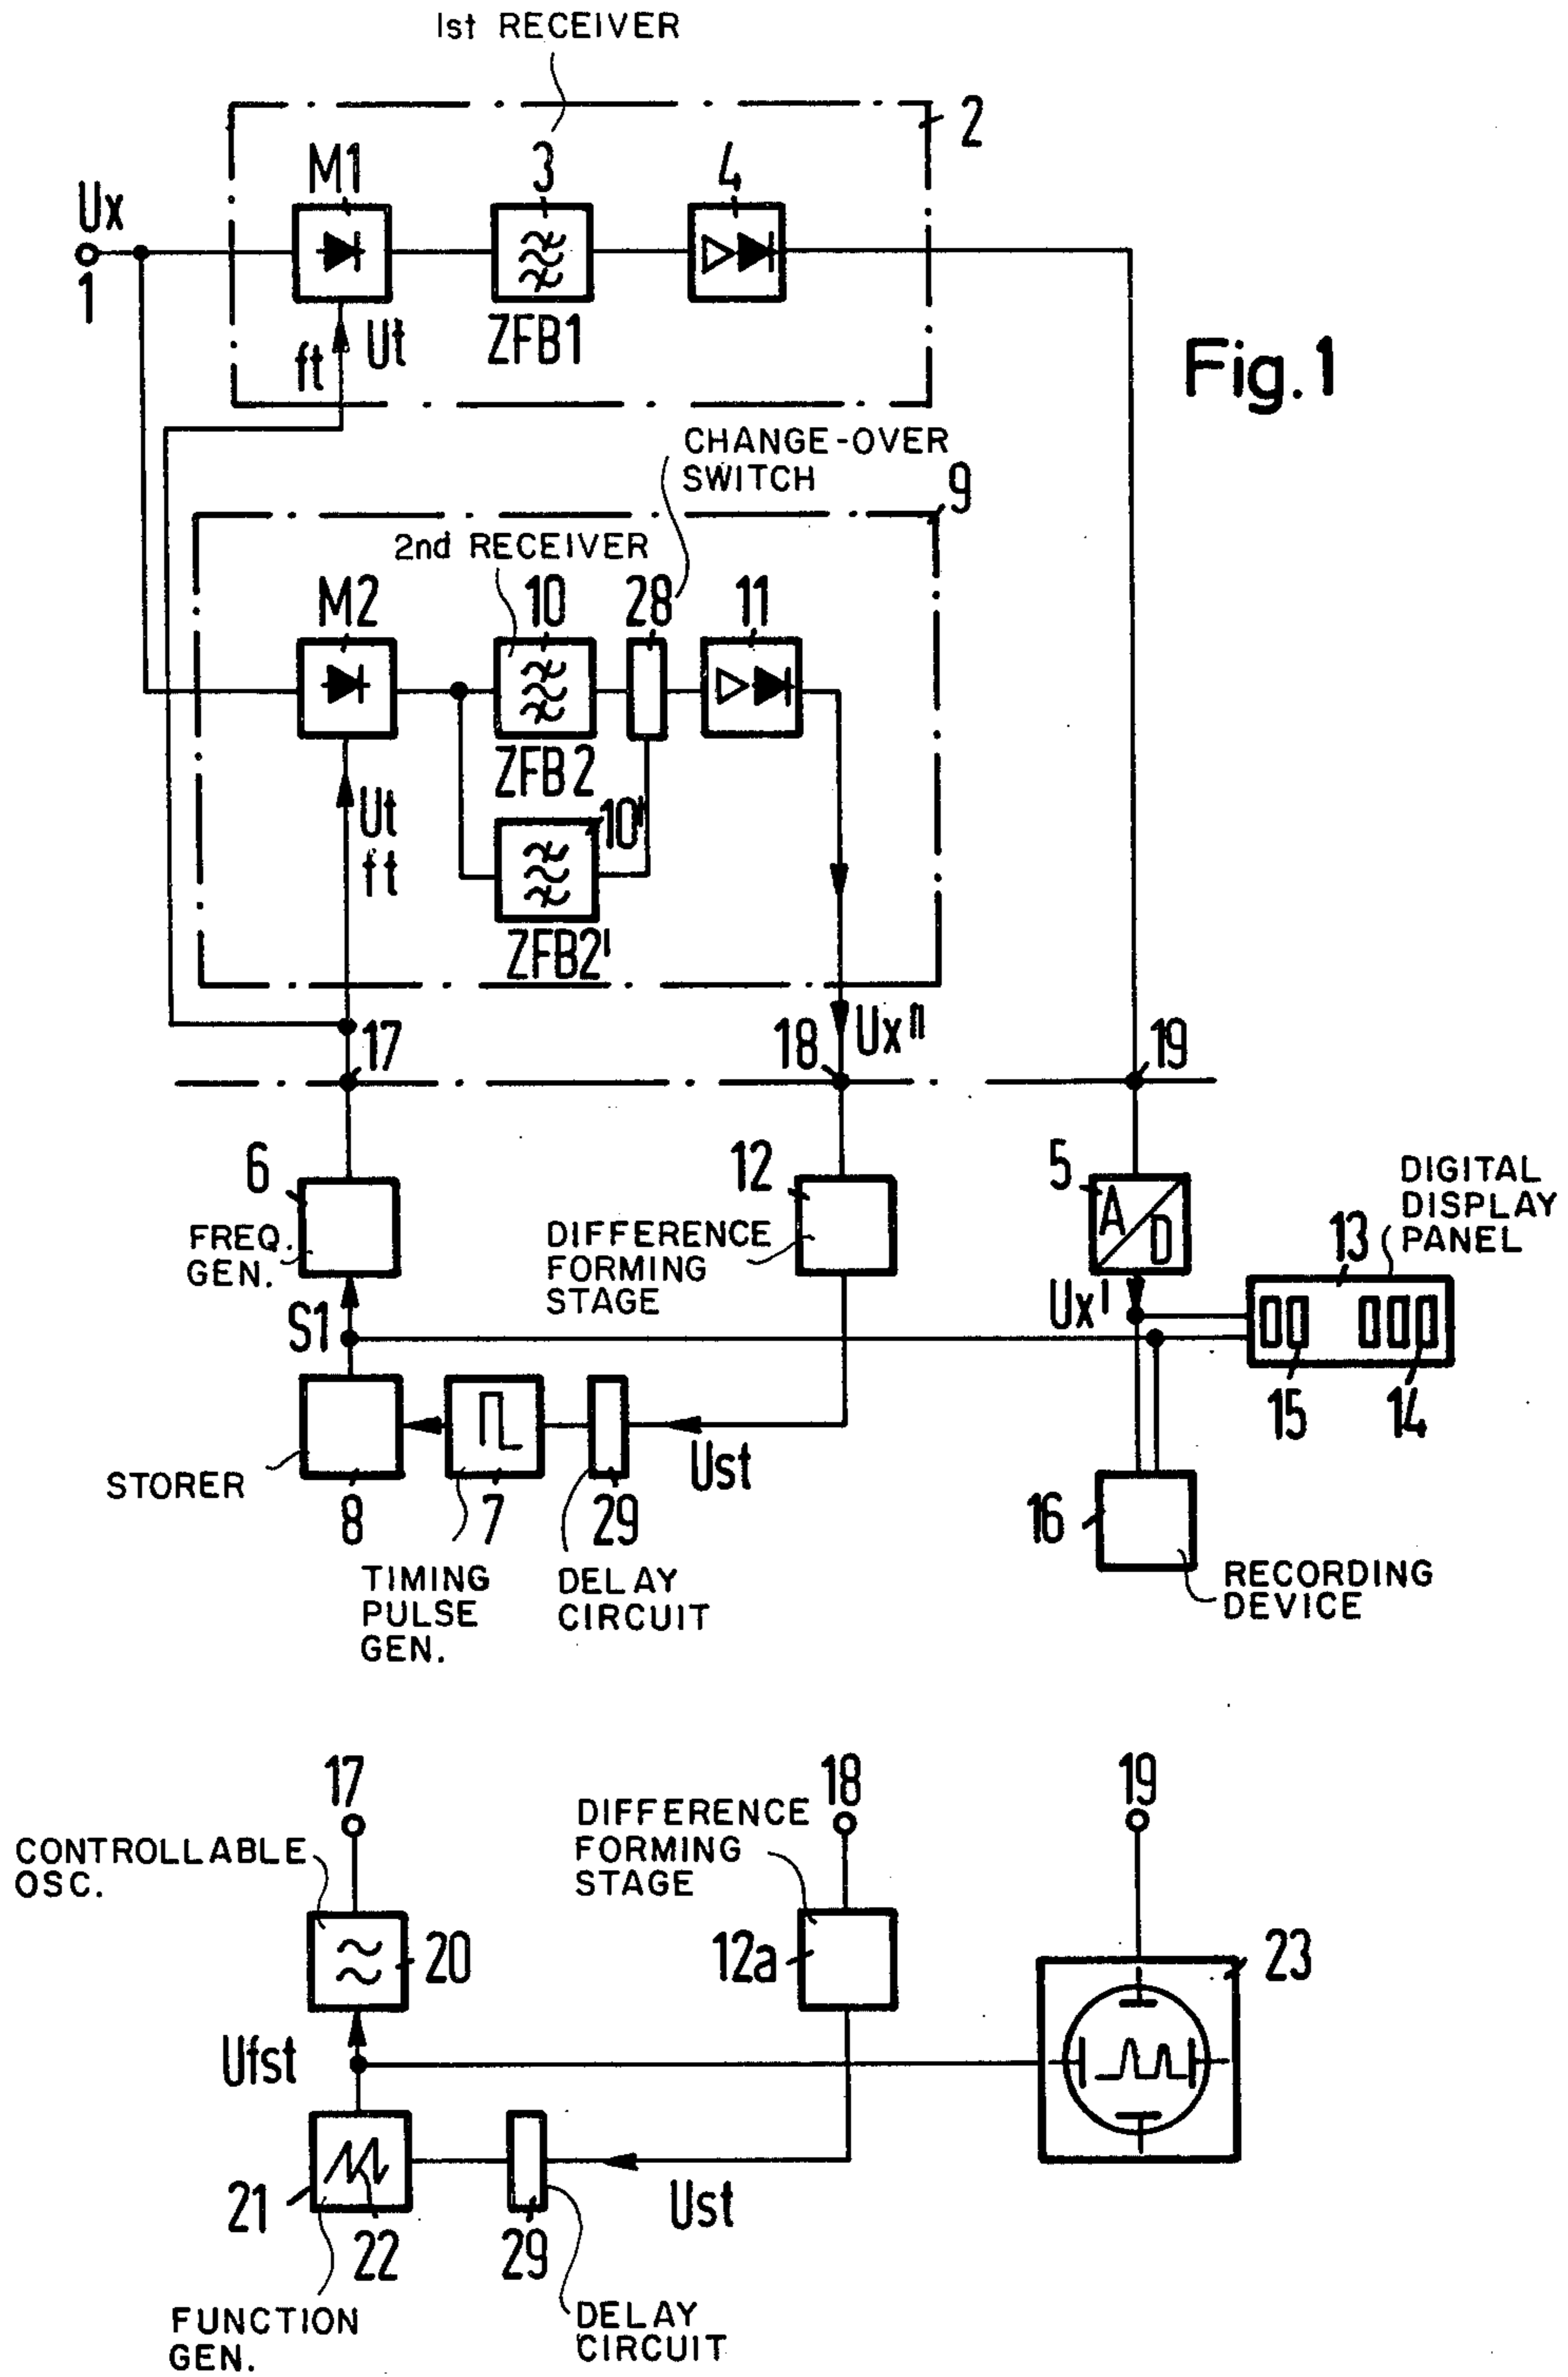 1st RECEIVER
2
M1
3
4
Ux
1
ft
Ut
ZFB1
Fig.1
CHANGE-OVER
SWITCH
9
2nd RECEIVER
M2
10
28
11
ZFB2
Ut
ft
10'
ZFB2'
17
18
Ux"
19
6
FREQ.
GEN.
12
DIFFERENCE
FORMING
STAGE
5
A
D
DIGITAL
DISPLAY
PANEL
13
S1
Ux'
15
14
STORER
8
7
29
Ust
16
TIMING
PULSE
GEN.
DELAY
CIRCUIT
RECORDING
DEVICE
17
18
19
CONTROLLABLE
OSC.
DIFFERENCE
FORMING
STAGE
20
12a
23
Ufst
21
22
29
Ust
FUNCTION
GEN.
DELAY
CIRCUIT